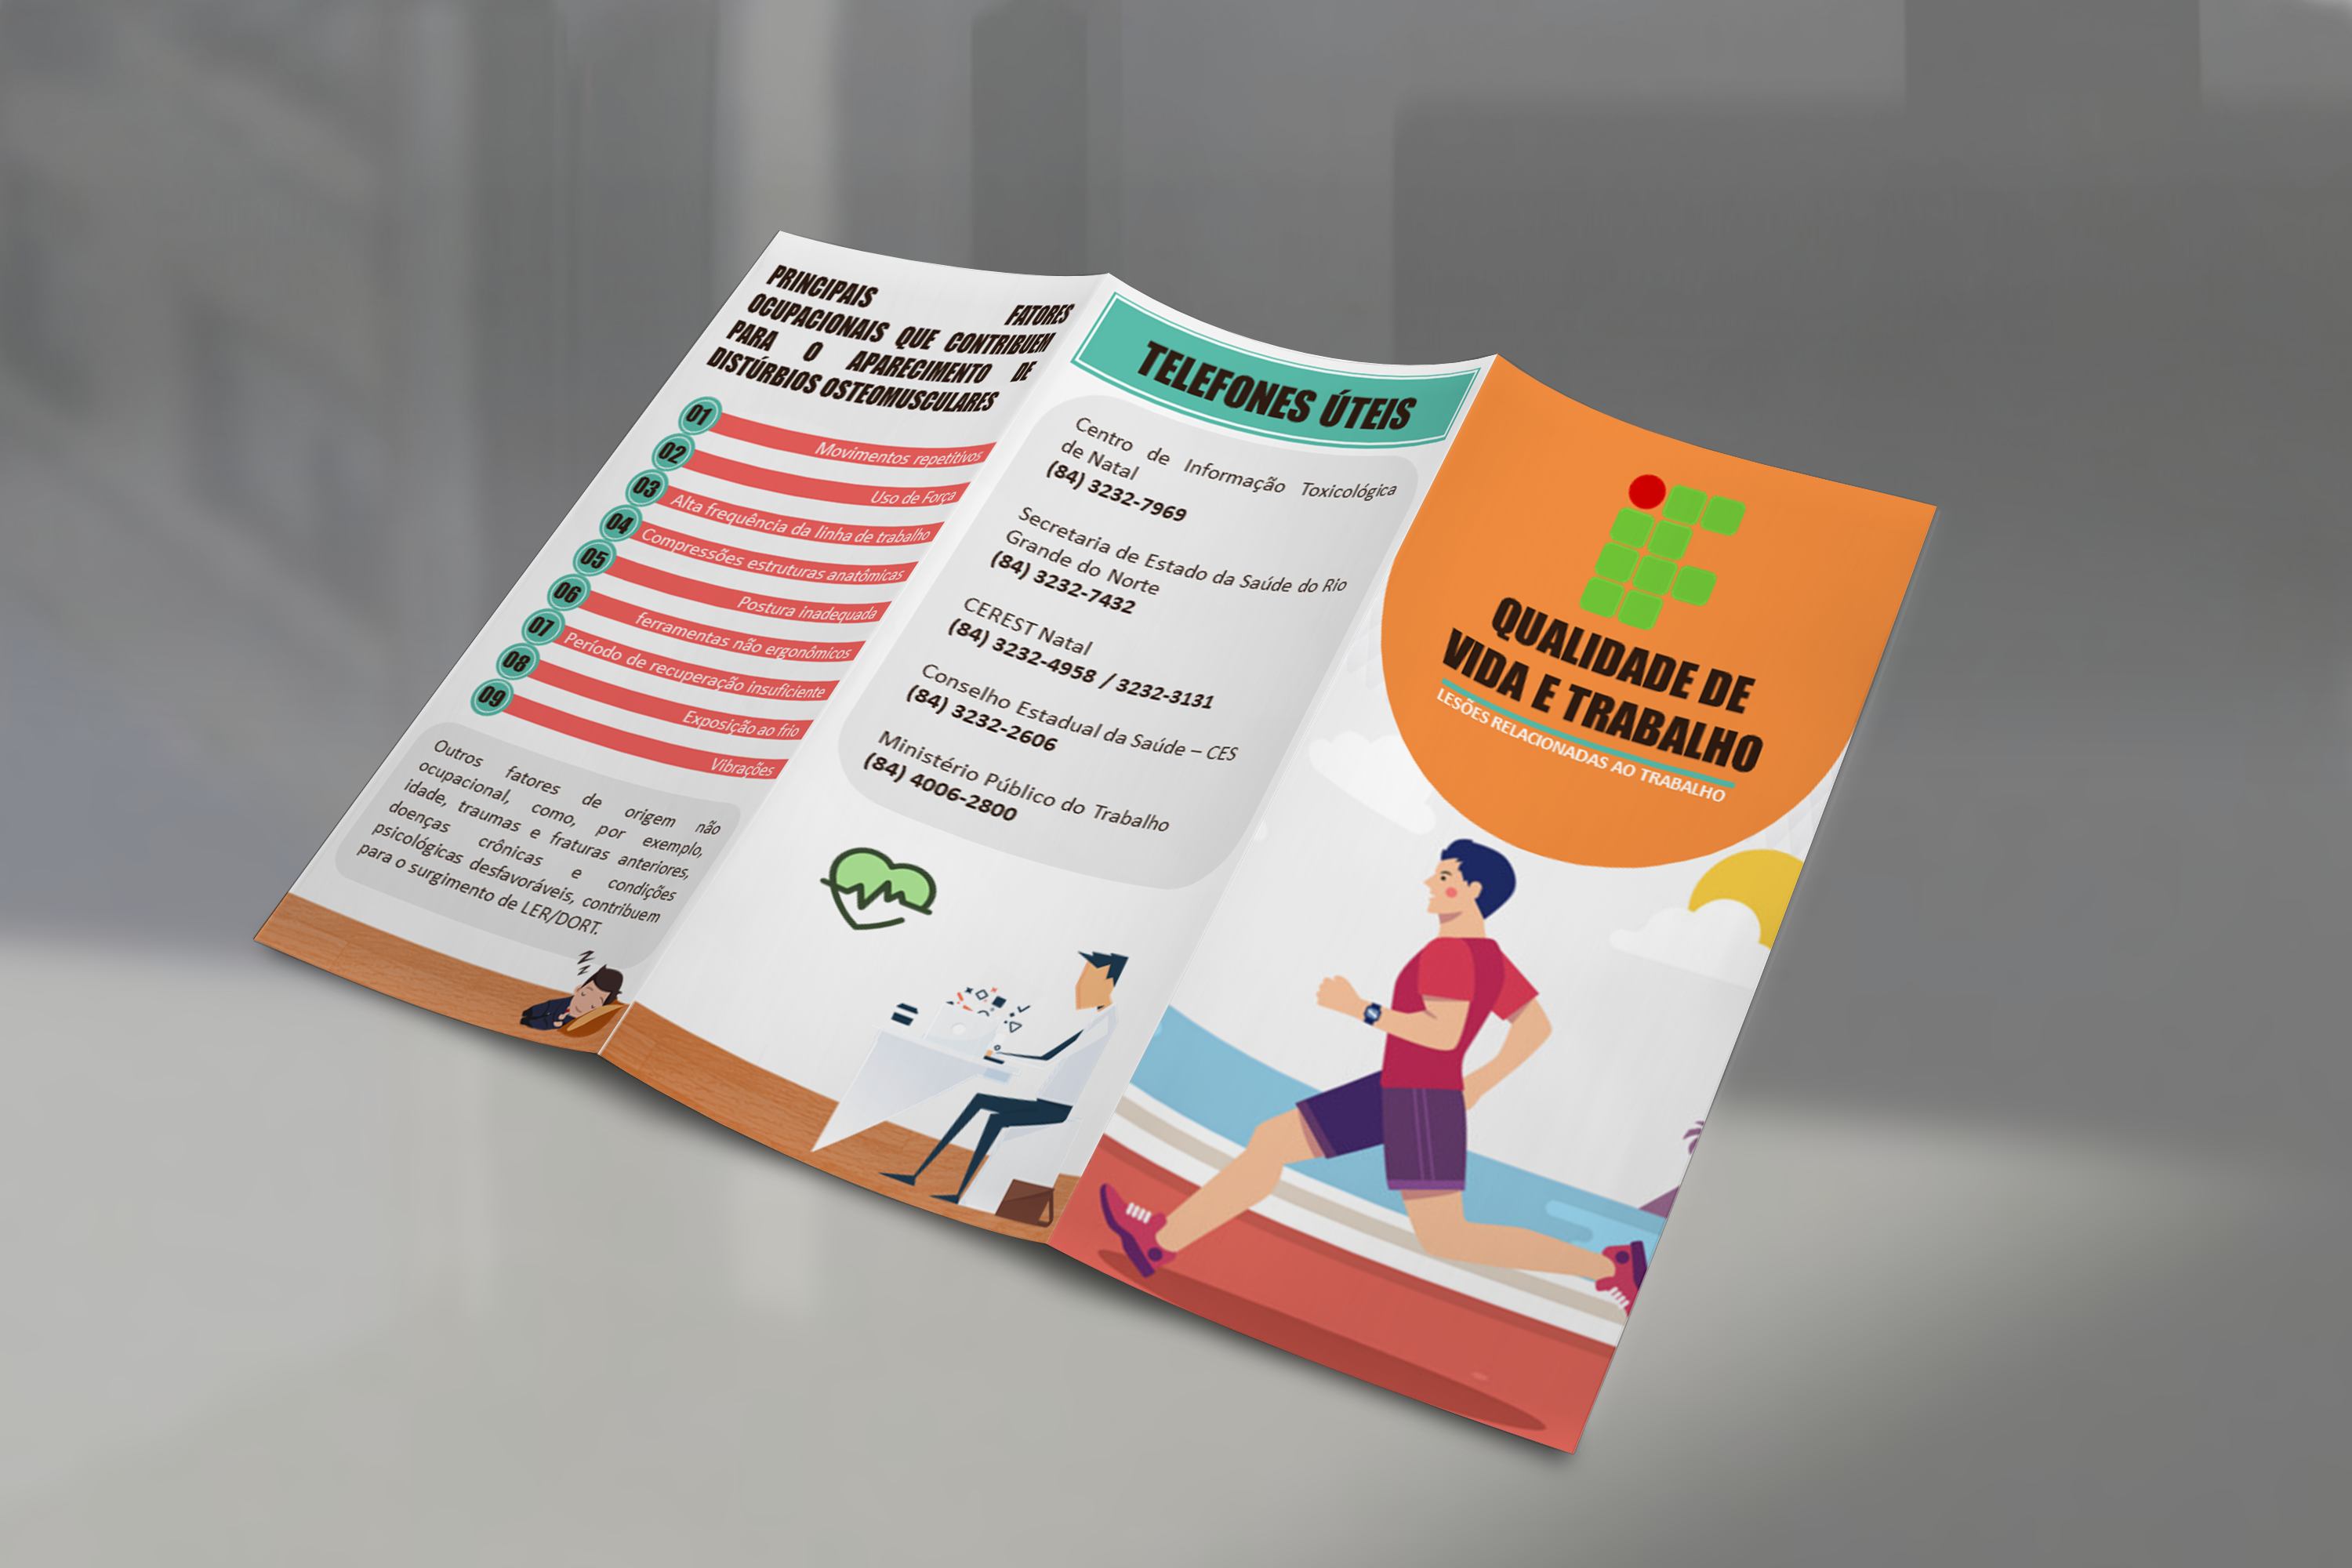 PRINCIPAIS FATORES
OCUPACIONAIS QUE CONTRIBUEM
PARA O APARECIMENTO DE
DISTÚRBIOS OSTEOMUSCULARES
01 Movimentos repetitivos
02 Uso de Força
03 Alta frequência da linha de trabalho
04 Compressões estruturas anatômicas
05 Postura inadequada
06 ferramentas não ergonômicos
07 Período de recuperação insuficiente
08 Exposição ao frio
09 Vibrações
Outros fatores de origem não
ocupacional, como, por exemplo,
idade, traumas e fraturas anteriores,
doenças crônicas e condições
psicológicas desfavoráveis, contribuem
para o surgimento de LER/DORT.
TELEFONES ÚTEIS
Centro de Informação Toxicológica
de Natal
(84) 3232-7969
Secretaria de Estado da Saúde do Rio
Grande do Norte
(84) 3232-7432
CEREST Natal
(84) 3232-4958 / 3232-3131
Conselho Estadual da Saúde – CES
(84) 3232-2606
Ministério Público do Trabalho
(84) 4006-2800
QUALIDADE DE
VIDA E TRABALHO
LESÕES RELACIONADAS AO TRABALHO